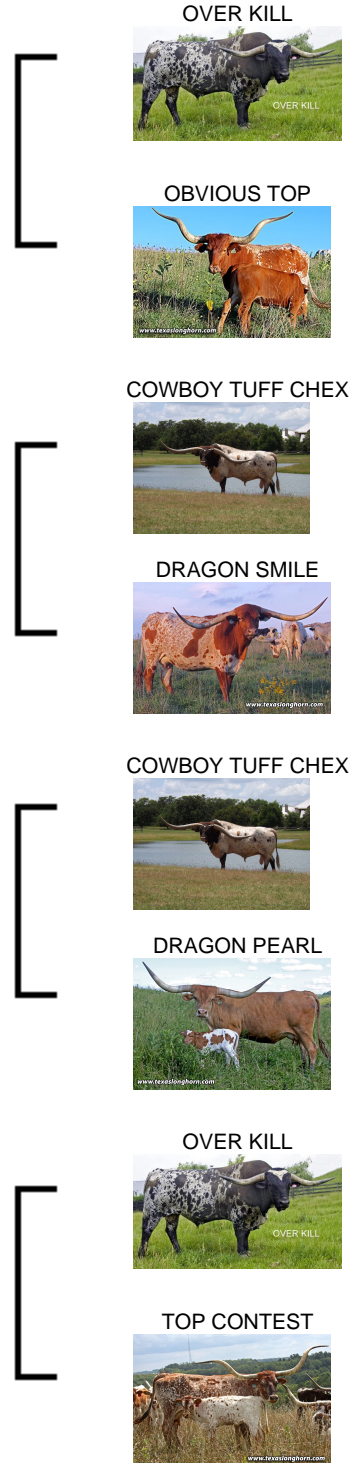 OVER KILL
OVER KILL
OBVIOUS TOP
www.texaslonghorn.com
COWBOY TUFF CHEX
DRAGON SMILE
www.texaslonghorn.com
COWBOY TUFF CHEX
DRAGON PEARL
www.texaslonghorn.com
OVER KILL
OVER KILL
TOP CONTEST
www.texaslonghorn.com